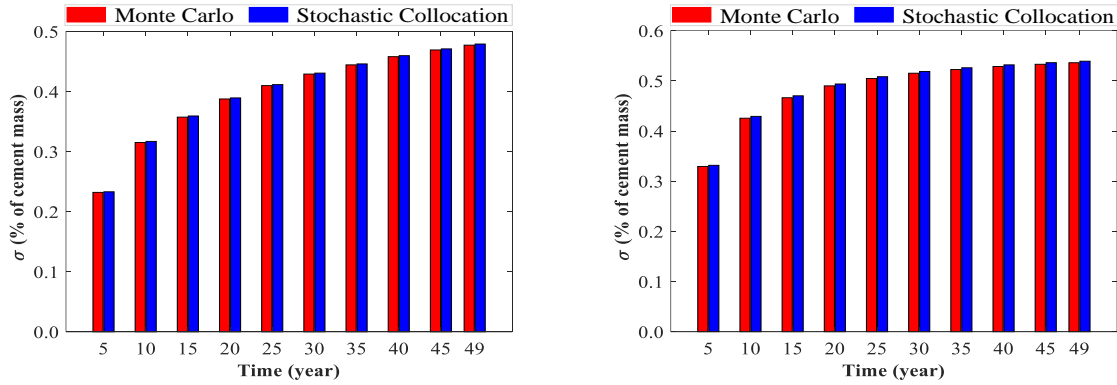 Monte Carlo Stochastic Collocation
0.5
0.4
0.3
0.2
0.1
0.0
σ (% of cement mass)
5 10 15 20 25 30 35 40 45 49
Time (year)
Monte Carlo Stochastic Collocation
0.6
0.5
0.4
0.3
0.2
0.1
0.0
σ (% of cement mass)
5 10 15 20 25 30 35 40 45 49
Time (year)